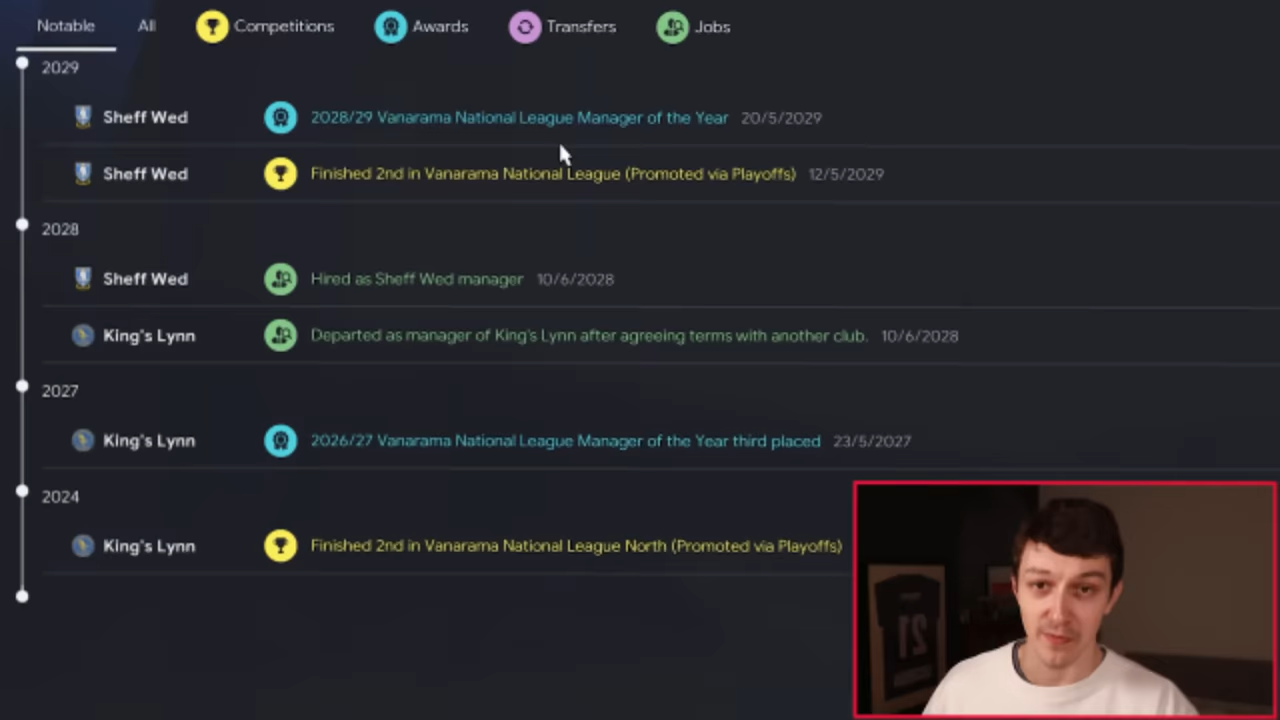 Notable All Competitions Awards Transfers Jobs
2029
Sheff Wed 2028/29 Vanarama National League Manager of the Year 20/5/2029
Sheff Wed Finished 2nd in Vanarama National League (Promoted via Playoffs) 12/5/2029
2028
Sheff Wed Hired as Sheff Wed manager 10/6/2028
King's Lynn Departed as manager of King's Lynn after agreeing terms with another club. 10/6/2028
2027
King's Lynn 2026/27 Vanarama National League Manager of the Year third placed 23/5/2027
2024
King's Lynn Finished 2nd in Vanarama National League North (Promoted via Playoffs)
21